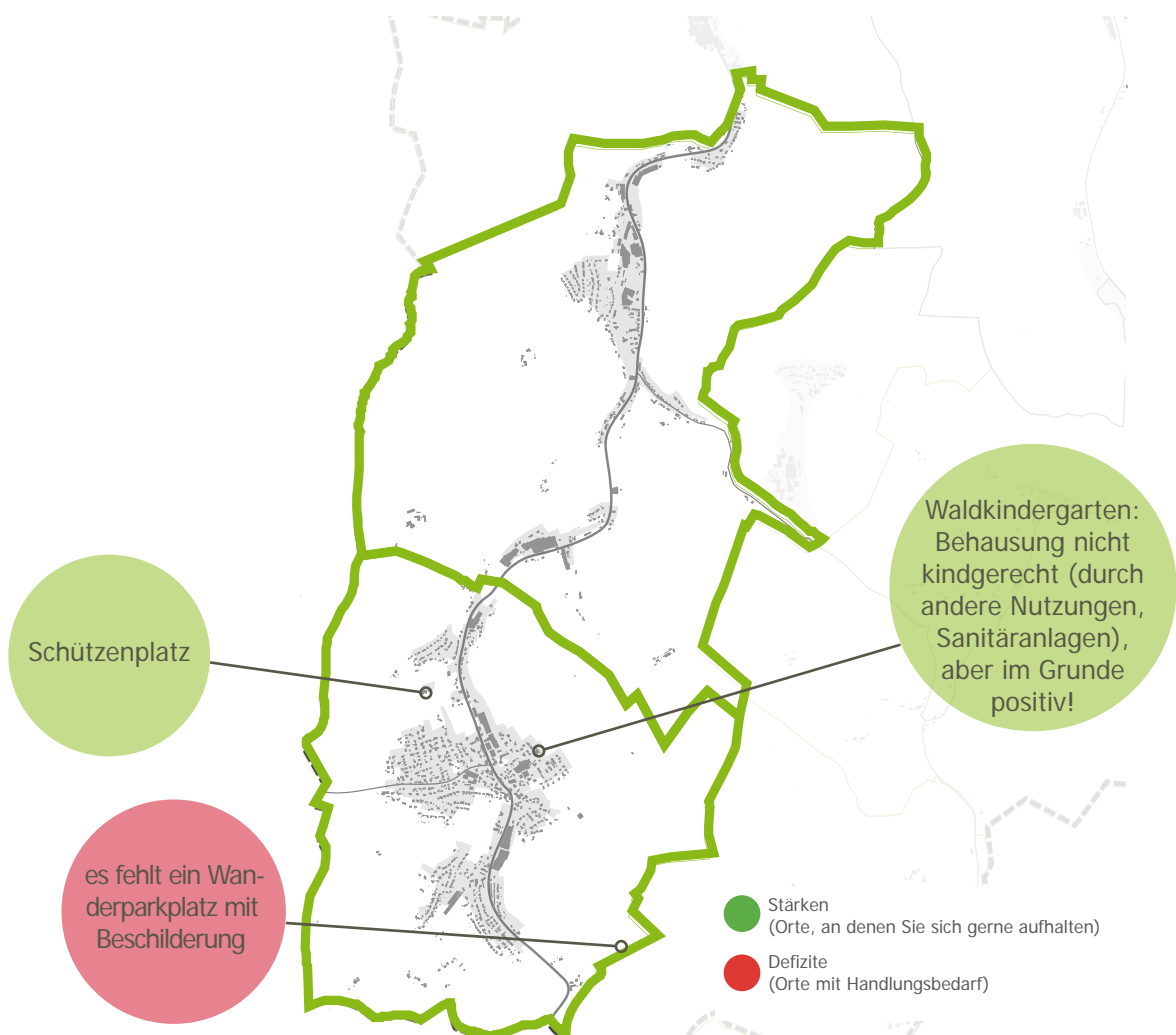 Waldkindergarten:
Behausung nicht
kindgerecht (durch
andere Nutzungen,
Sanitäranlagen),
aber im Grunde
positiv!
Schützenplatz
es fehlt ein Wan-
derparkplatz mit
Beschilderung
Stärken
(Orte, an denen Sie sich gerne aufhalten)
Defizite
(Orte mit Handlungsbedarf)